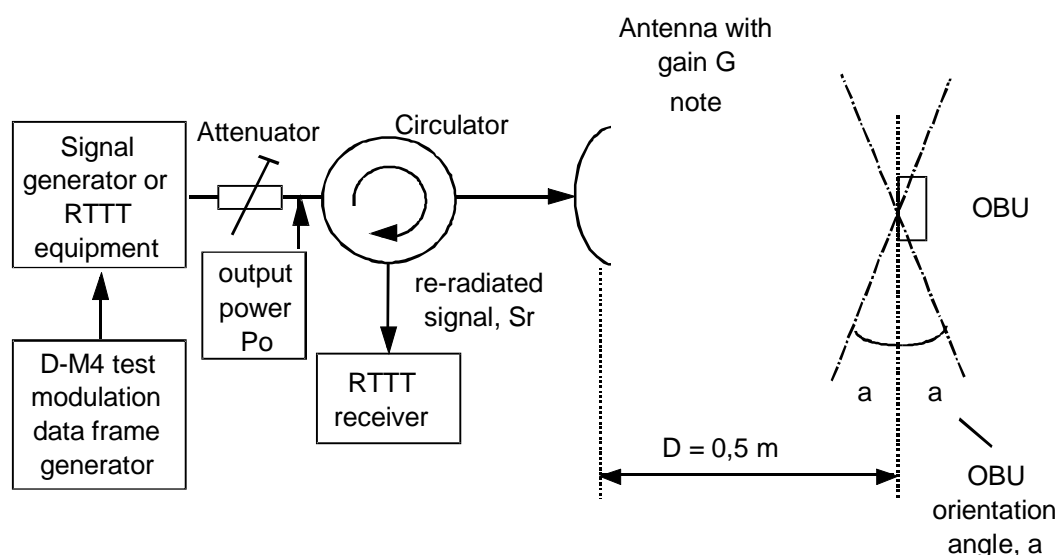 Antenna with
gain G
note
Attenuator
Circulator
Signal
generator or
RTTT
equipment
OBU
output
power
Po
re-radiated
signal, Sr
D-M4 test
modulation
data frame
generator
RTTT
receiver
a
a
D = 0,5 m
OBU
orientation
angle, a